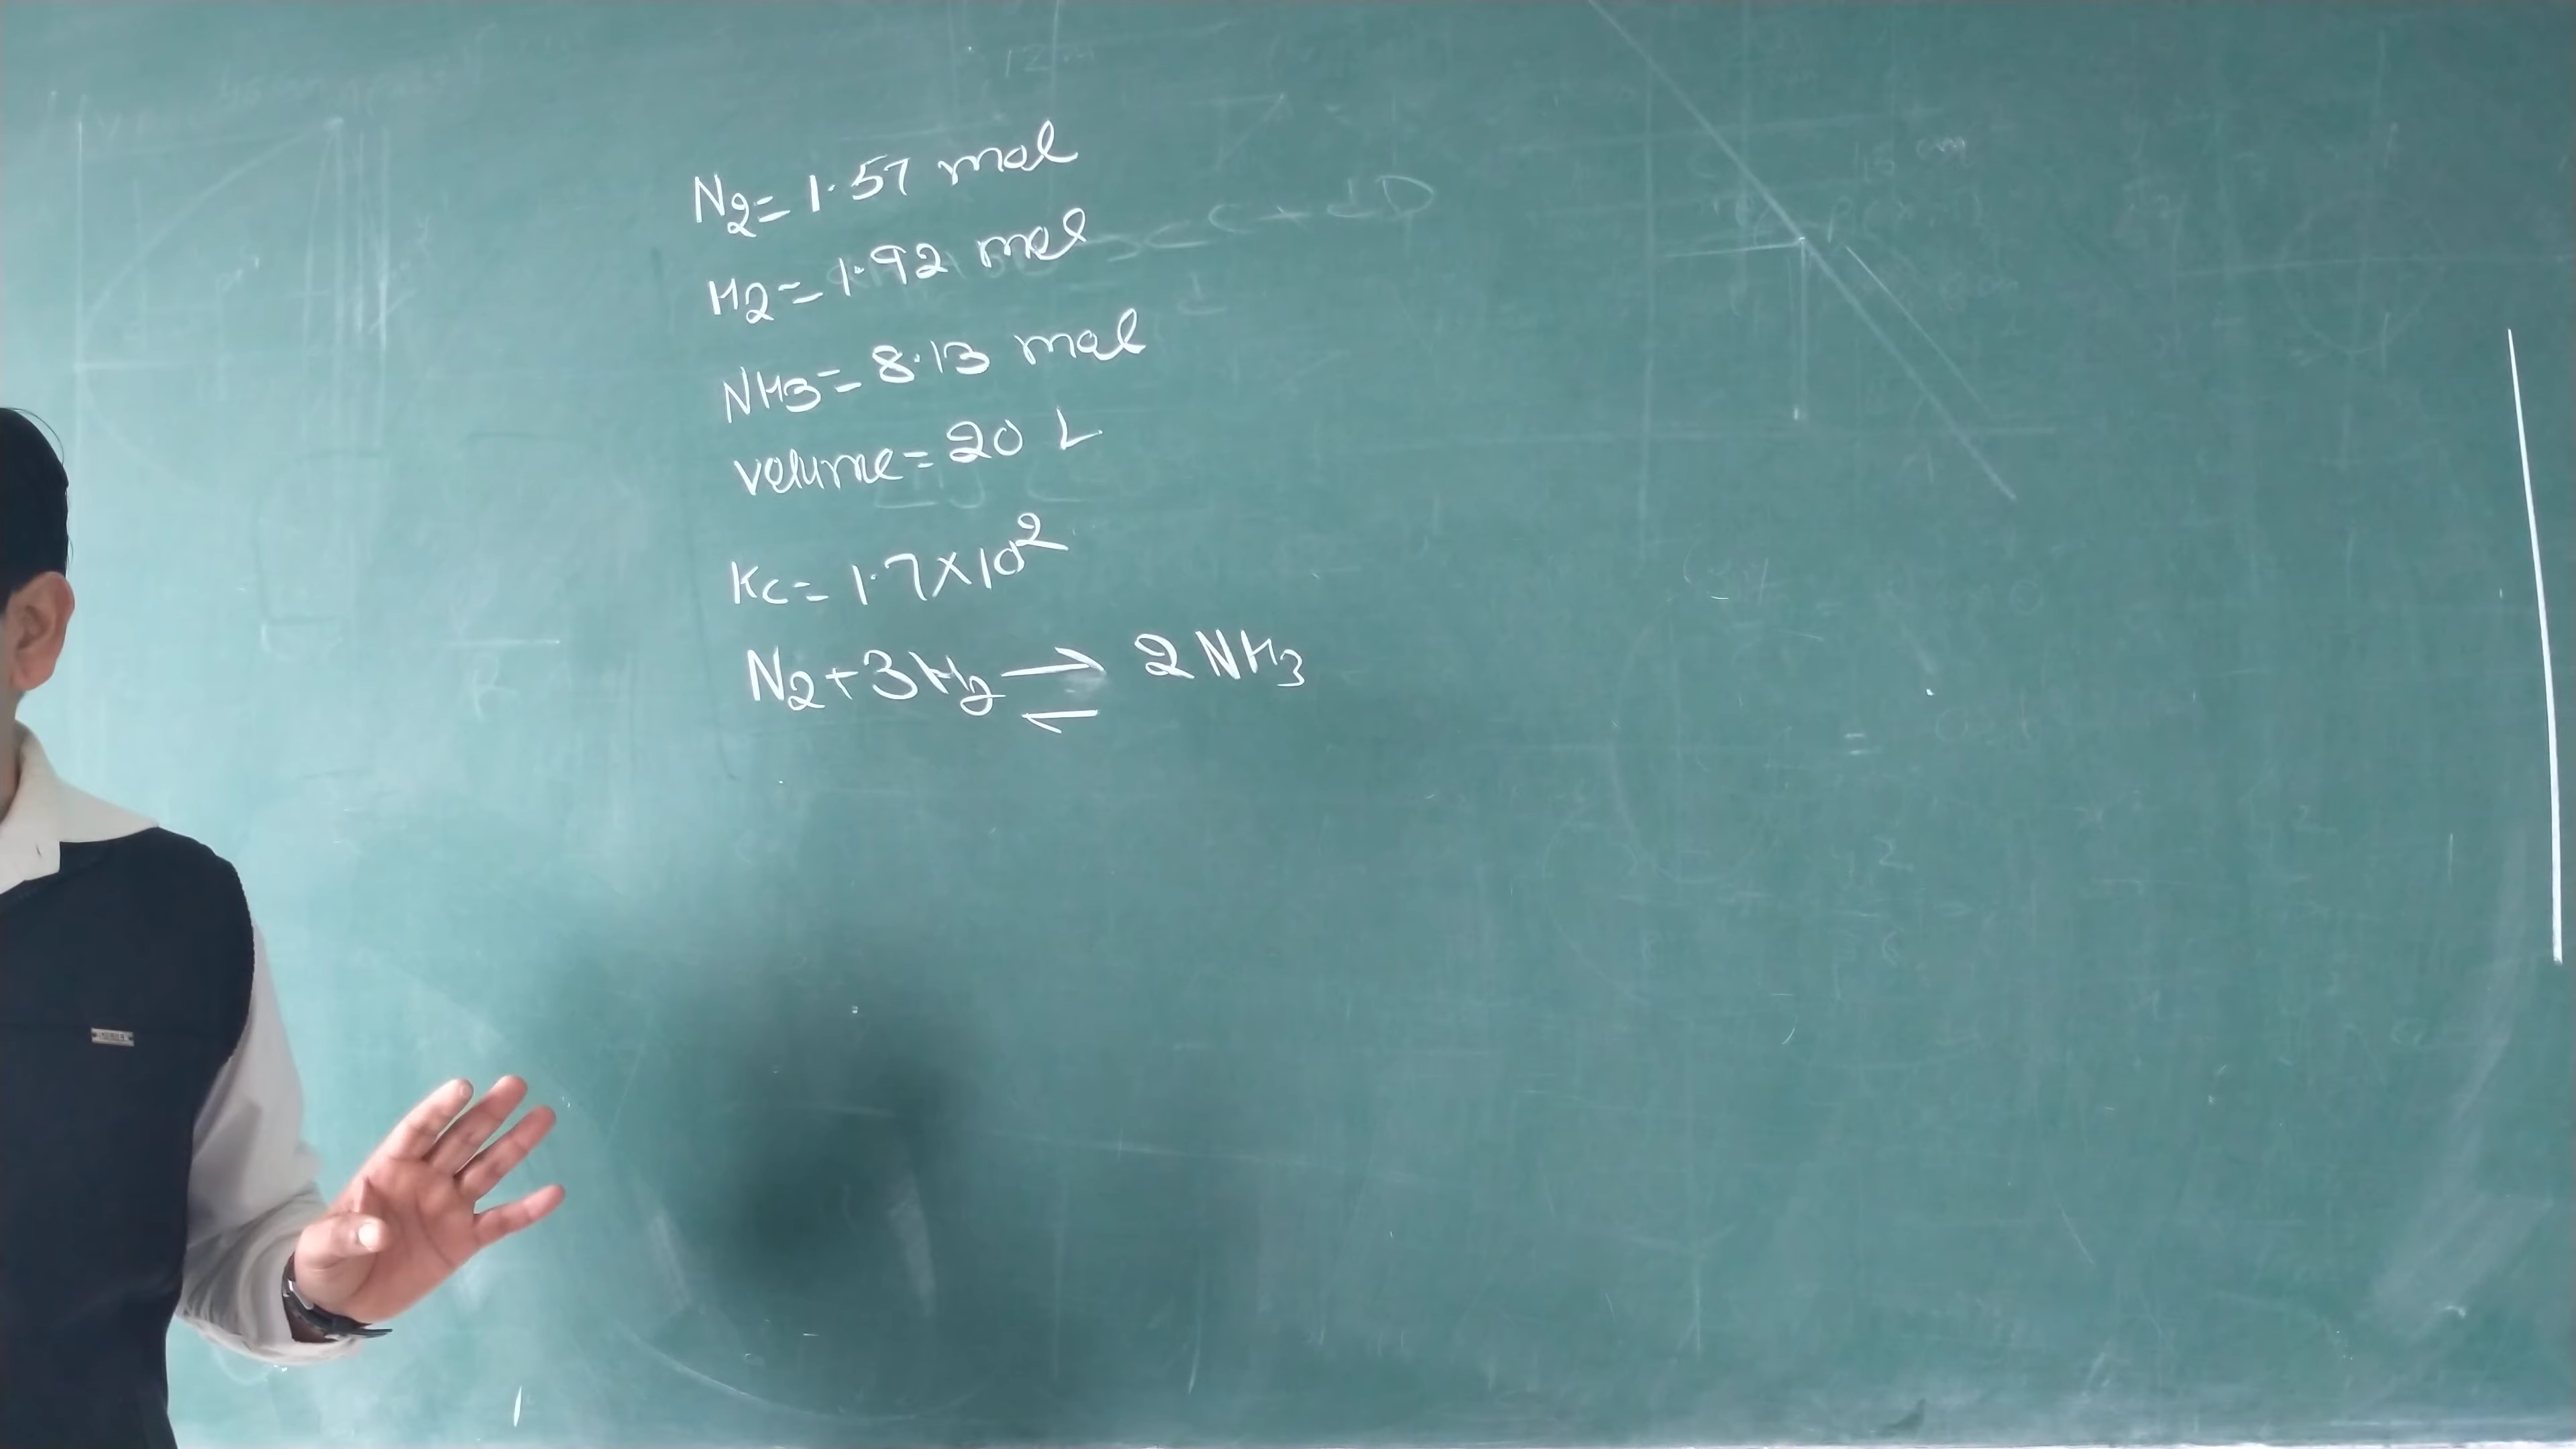 N2= 1.57 mol
H2= 1.92 mol
NH3= 8.13 mol
volume= 20 L
Kc= 1.7×10²
N2+3H2 ⇌ 2NH3